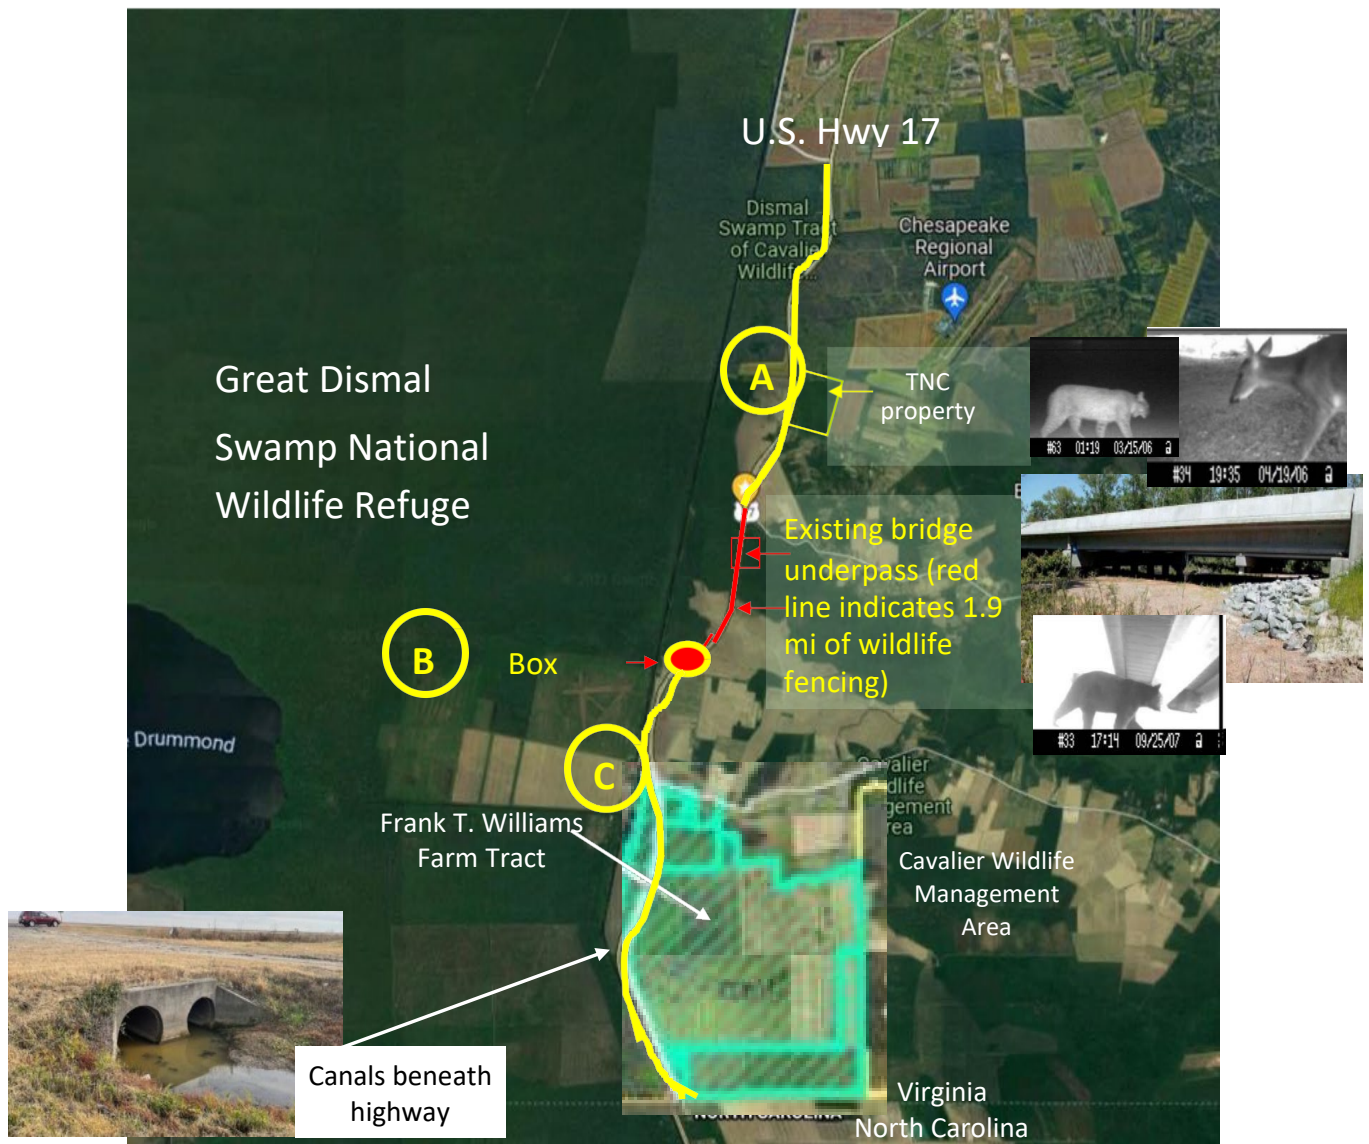 U.S. Hwy 17
Dismal
Swamp Tract
of Cavalier
Wildlife...
Chesapeake
Regional
Airport
A
TNC
property
#63 01:19 03/15/06
#34 19:35 04/19/06
Great Dismal
Swamp National
Wildlife Refuge
Existing bridge
underpass (red
line indicates 1.9
mi of wildlife
fencing)
B
Box
#33 17:14 09/25/07
Drummond
C
Frank T. Williams
Farm Tract
Cavalier Wildlife
Management
Area
Canals beneath
highway
Virginia
North Carolina
NORTH CAROLINA